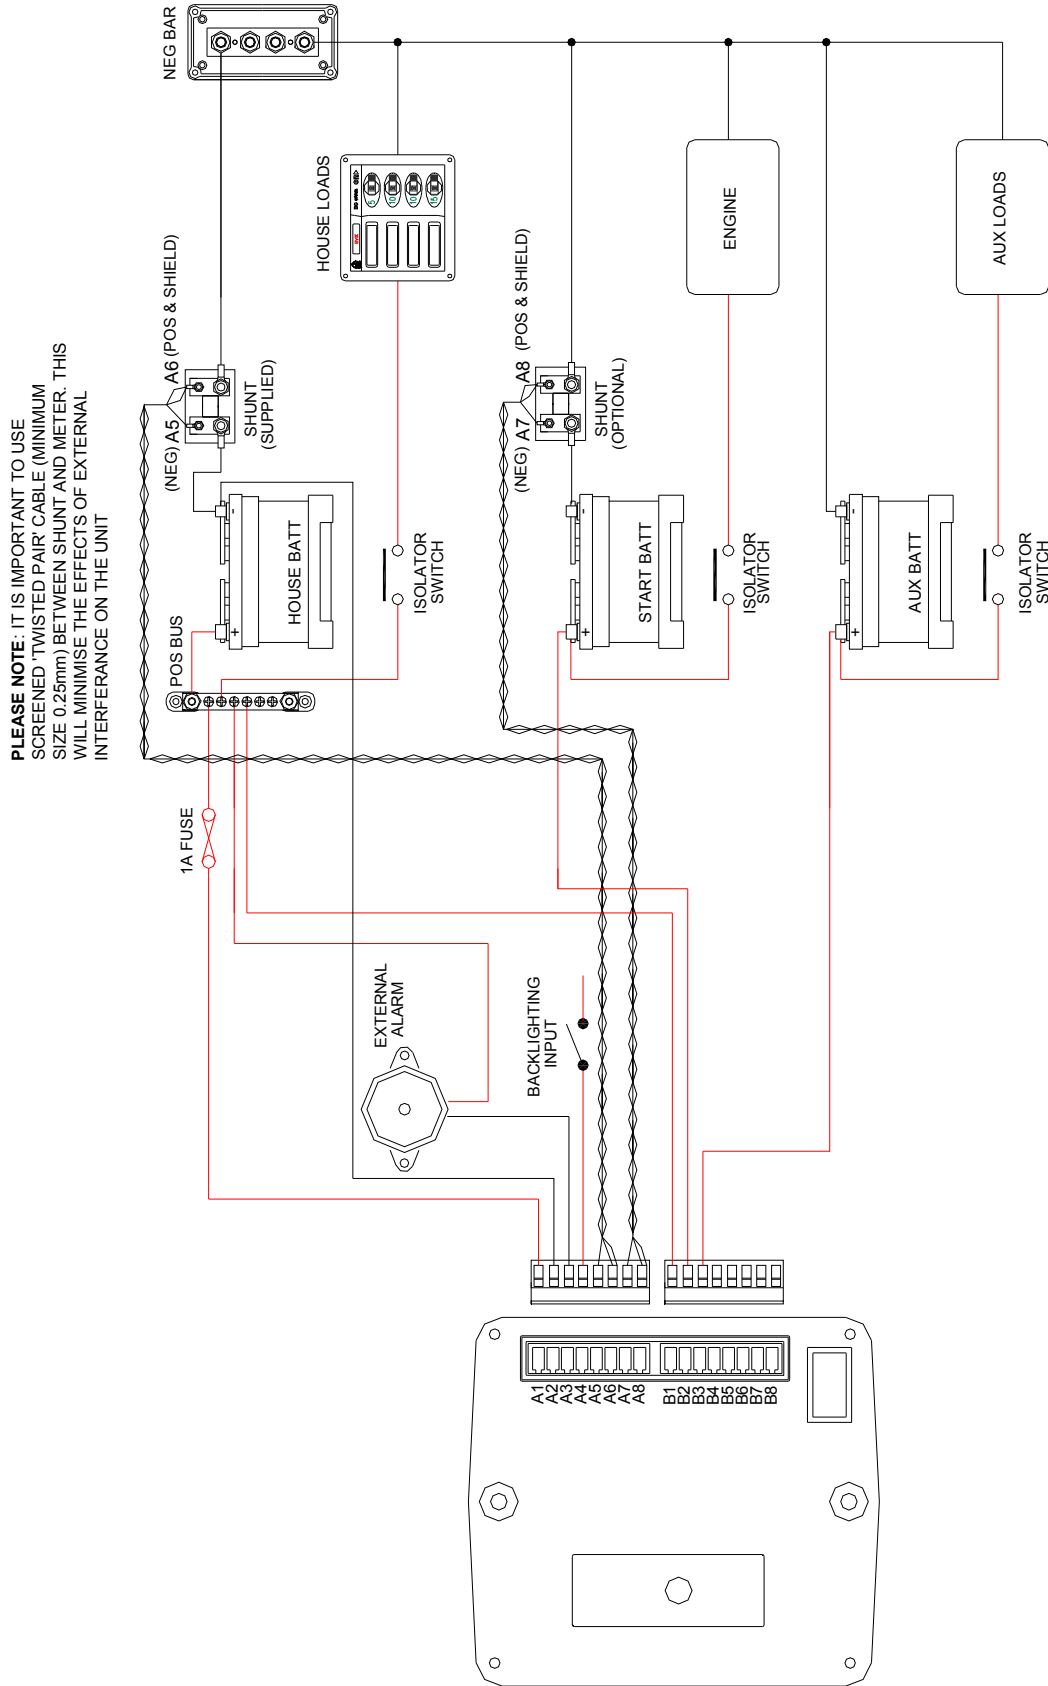 PLEASE NOTE: IT IS IMPORTANT TO USE
SCREENED 'TWISTED PAIR' CABLE (MINIMUM
SIZE 0.25mm) BETWEEN SHUNT AND METER. THIS
WILL MINIMISE THE EFFECTS OF EXTERNAL
INTERFERANCE ON THE UNIT
NEG BAR
HOUSE LOADS
5
10
10
15
(NEG) A5
A6 (POS & SHIELD)
SHUNT
(SUPPLIED)
(NEG) A7
A8 (POS & SHIELD)
SHUNT
(OPTIONAL)
ENGINE
AUX LOADS
POS BUS
+
-
HOUSE BATT
ISOLATOR
SWITCH
+
-
START BATT
ISOLATOR
SWITCH
+
-
AUX BATT
ISOLATOR
SWITCH
1A FUSE
EXTERNAL
ALARM
BACKLIGHTING
INPUT
A1
A2
A3
A4
A5
A6
A7
A8
B1
B2
B3
B4
B5
B6
B7
B8